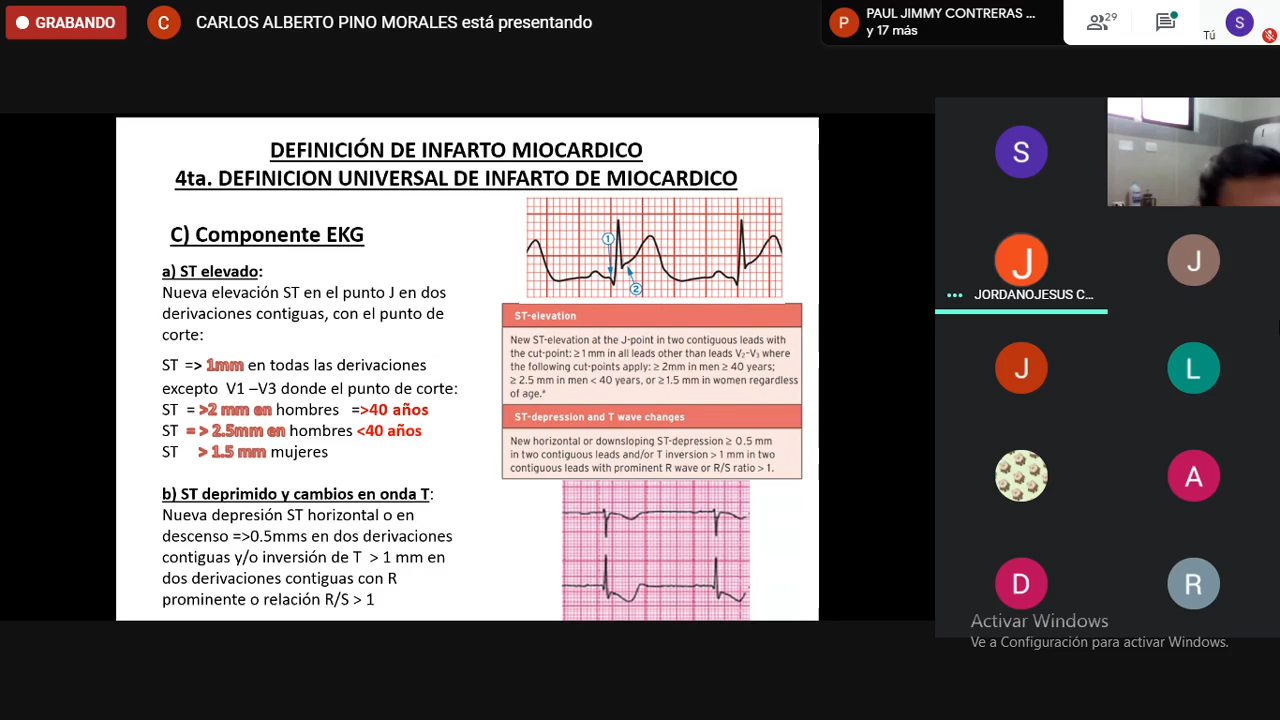 GRABANDO
C
CARLOS ALBERTO PINO MORALES está presentando
P
PAUL JIMMY CONTRERAS ...
y 17 más
29
Tú
S
DEFINICIÓN DE INFARTO MIOCARDICO
4ta. DEFINICION UNIVERSAL DE INFARTO DE MIOCARDICO
C) Componente EKG
a) ST elevado:
Nueva elevación ST en el punto J en dos
derivaciones contiguas, con el punto de
corte:
ST => 1mm en todas las derivaciones
excepto V1 –V3 donde el punto de corte:
ST = >2 mm en hombres =>40 años
ST = > 2.5mm en hombres <40 años
ST > 1.5 mm mujeres
b) ST deprimido y cambios en onda T:
Nueva depresión ST horizontal o en
descenso =>0.5mms en dos derivaciones
contiguas y/o inversión de T > 1 mm en
dos derivaciones contiguas con R
prominente o relación R/S > 1
1
2
ST-elevation
New ST-elevation at the J-point in two contiguous leads with
the cut-point: ≥ 1 mm in all leads other than leads V2–V3 where
the following cut-points apply: ≥ 2mm in men ≥ 40 years;
≥ 2.5 mm in men < 40 years, or ≥1.5 mm in women regardless
of age.ª
ST-depression and T wave changes
New horizontal or downsloping ST-depression ≥ 0.5 mm
in two contiguous leads and/or T inversion > 1 mm in two
contiguous leads with prominent R wave or R/S ratio > 1.
S
J
JORDANOJESUS C...
J
J
L
A
D
R
Activar Windows
Ve a Configuración para activar Windows.